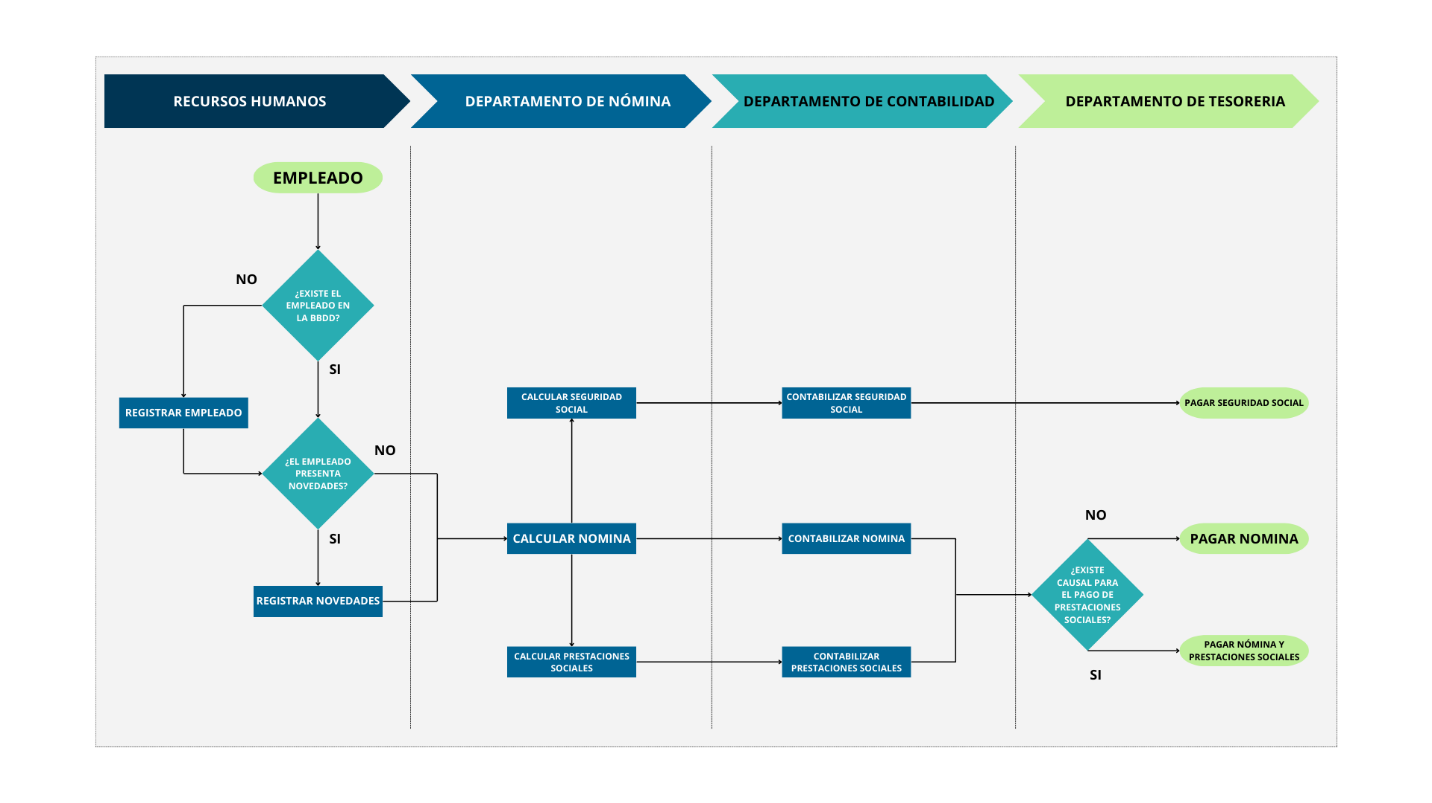 RECURSOS HUMANOS
DEPARTAMENTO DE NÓMINA
DEPARTAMENTO DE CONTABILIDAD
DEPARTAMENTO DE TESORERIA
EMPLEADO
NO
¿EXISTE EL
EMPLEADO EN
LA BBDD?
SI
REGISTRAR EMPLEADO
NO
¿EL EMPLEADO
PRESENTA
NOVEDADES?
SI
REGISTRAR NOVEDADES
CALCULAR SEGURIDAD
SOCIAL
CALCULAR NOMINA
CALCULAR PRESTACIONES
SOCIALES
CONTABILIZAR SEGURIDAD
SOCIAL
CONTABILIZAR NOMINA
CONTABILIZAR
PRESTACIONES SOCIALES
PAGAR SEGURIDAD SOCIAL
NO
PAGAR NOMINA
¿EXISTE
CAUSAL PARA
EL PAGO DE
PRESTACIONES
SOCIALES?
PAGAR NÓMINA Y
PRESTACIONES SOCIALES
SI